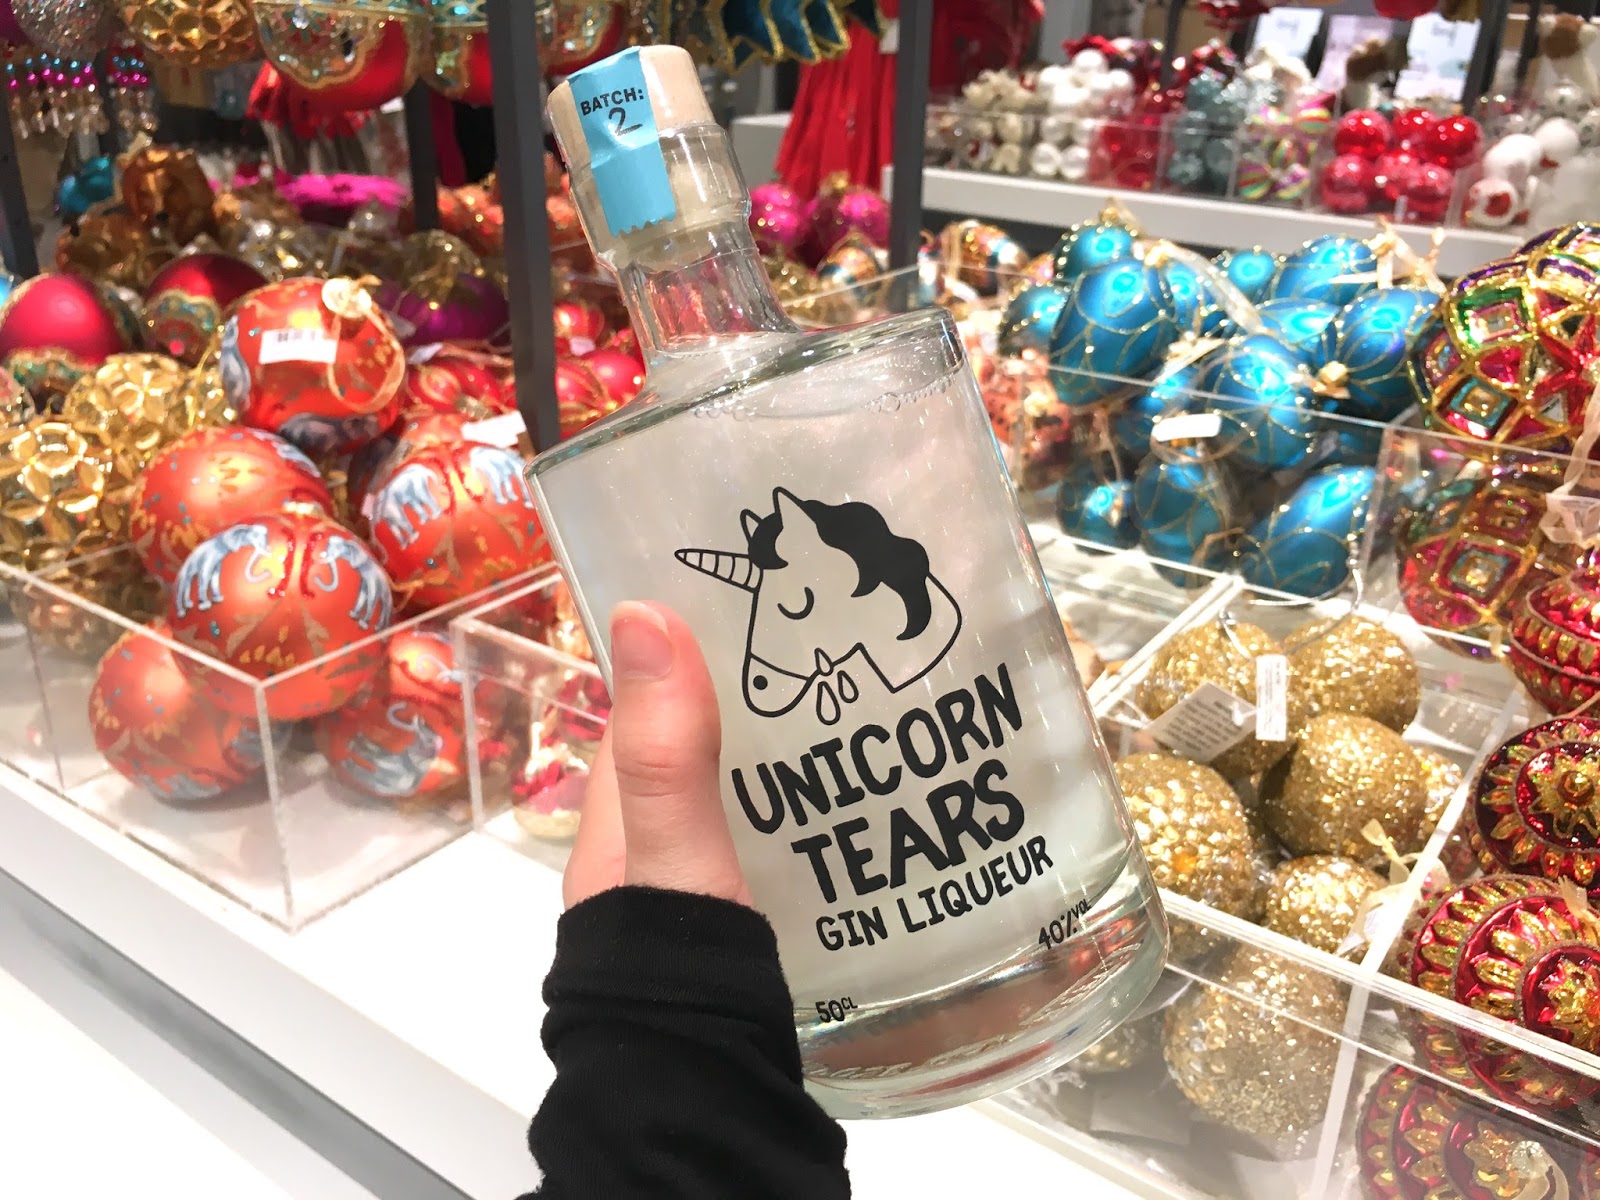 BATCH:
2
UNICORN
TEARS
GIN LIQUEUR
40% VOL
50CL